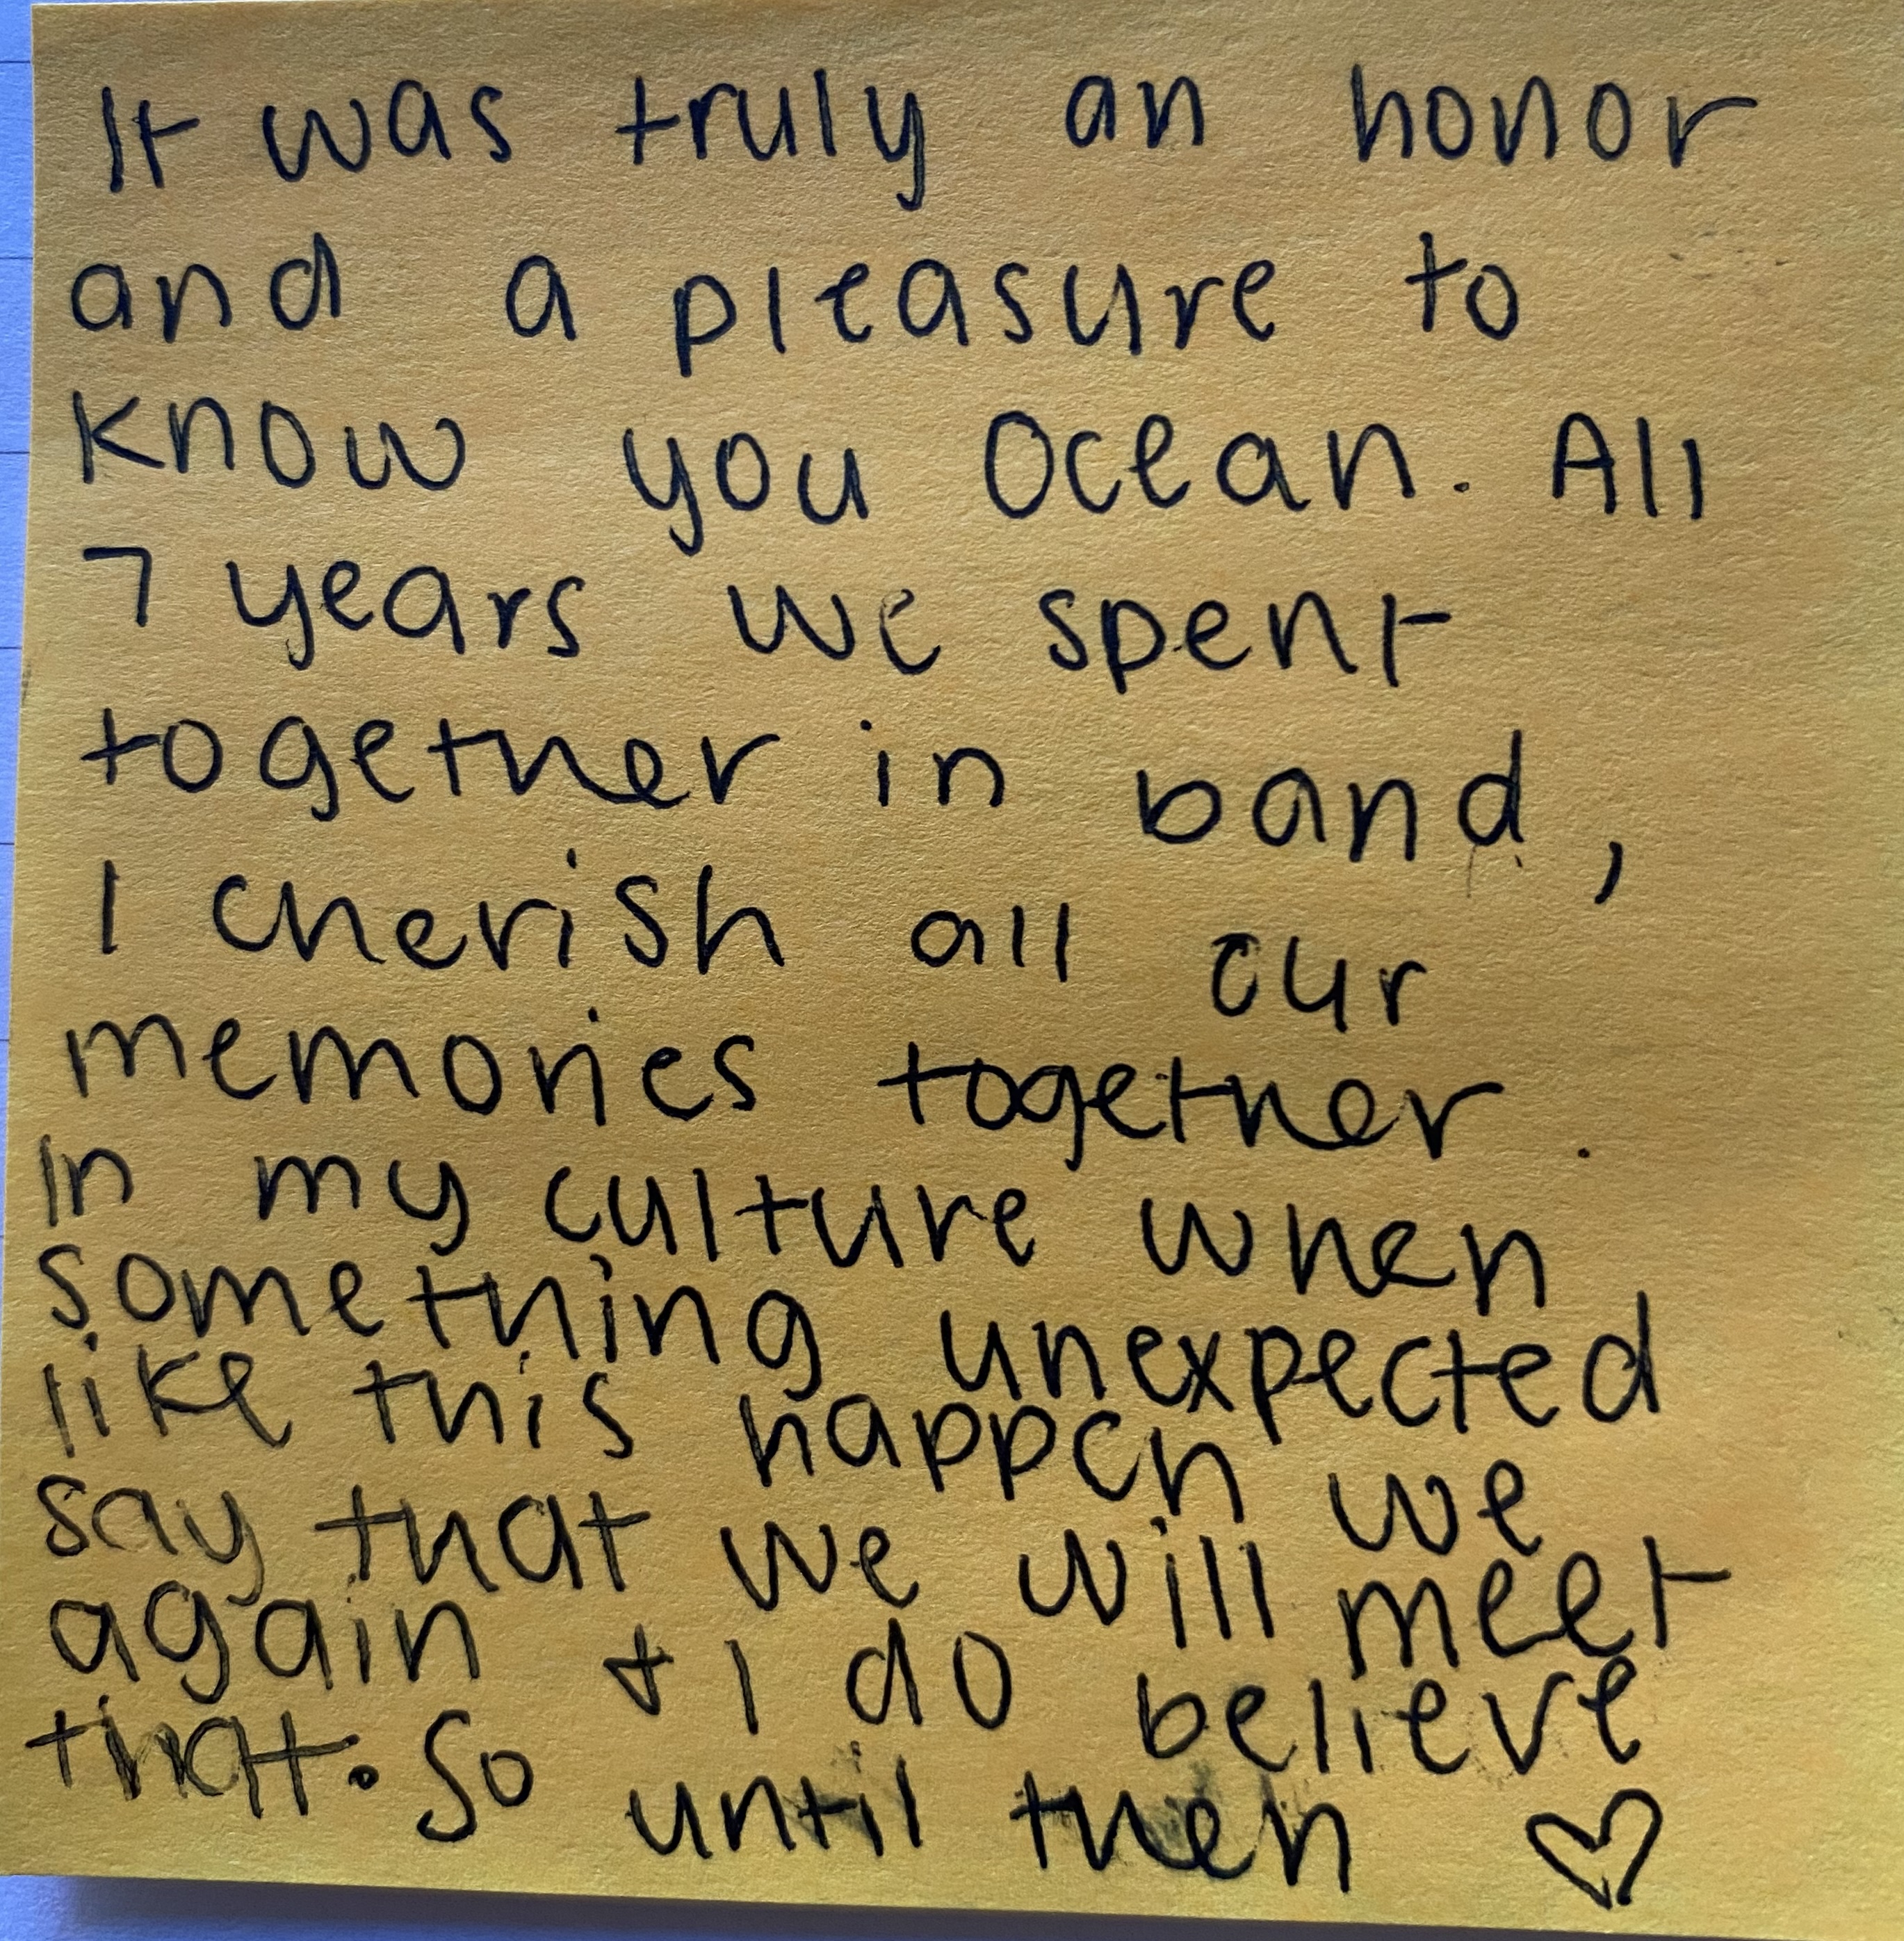 It was truly an honor
and a pleasure to
know you Ocean. All
7 years we spent
together in band,
I cherish all our
memories together.
In my culture when
something unexpected
like this happen we
say that we will meet
again + I do believe
that. So until then ♡